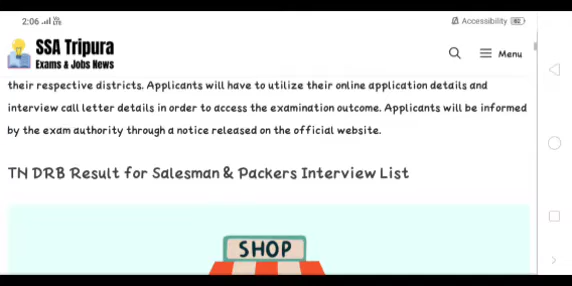 2:06
Accessibility
SSA Tripura
Exams & Jobs News
Menu
their respective districts. Applicants will have to utilize their online application details and
interview call letter details in order to access the examination outcome. Applicants will be informed
by the exam authority through a notice released on the official website.
TN DRB Result for Salesman & Packers Interview List
SHOP